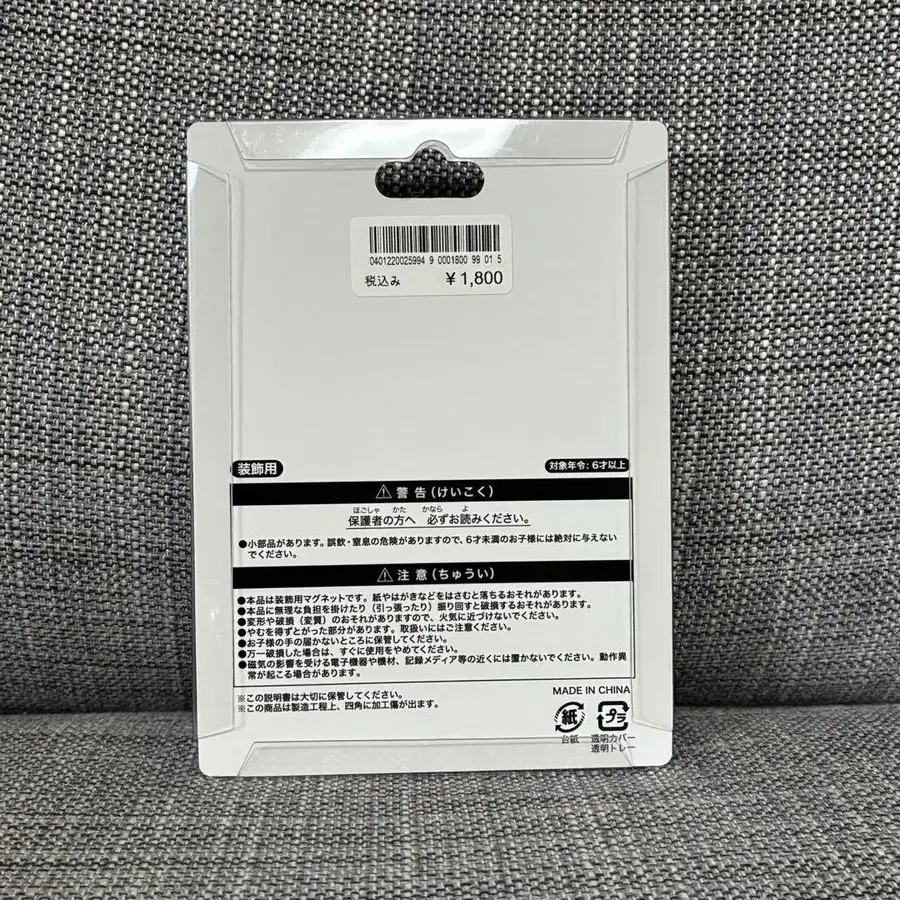 0401220025994 9 0001800 99 01 5
税込み ¥1,800
装飾用
対象年令：6才以上
⚠警告（けいこく）
ほごしゃ かた かなら よ
保護者の方へ 必ずお読みください。
●小部品があります。誤飲・窒息の危険がありますので、6才未満のお子様には絶対に与えない
でください。
⚠注意（ちゅうい）
●本品は装飾用マグネットです。紙やはがきなどをはさむと落ちるおそれがあります。
●本品に無理な負担を掛けたり（引っ張ったり）振り回すと破損するおそれがあります。
●変形や破損（変質）のおそれがありますので、火気に近づけないでください。
●やむを得ずとがった部分があります。取扱いにはご注意ください。
●お子様の手の届かないところに保管してください。
●万一破損した場合は、すぐに使用をやめてください。
●磁気の影響を受ける電子機器や機材、記録メディア等の近くには置かないでください。動作異
常が起こる場合があります。
※この説明書は大切に保管してください。
※この商品は製造工程上、四角に加工傷が出ます。
MADE IN CHINA
紙 プラ
台紙 透明カバー
透明トレー